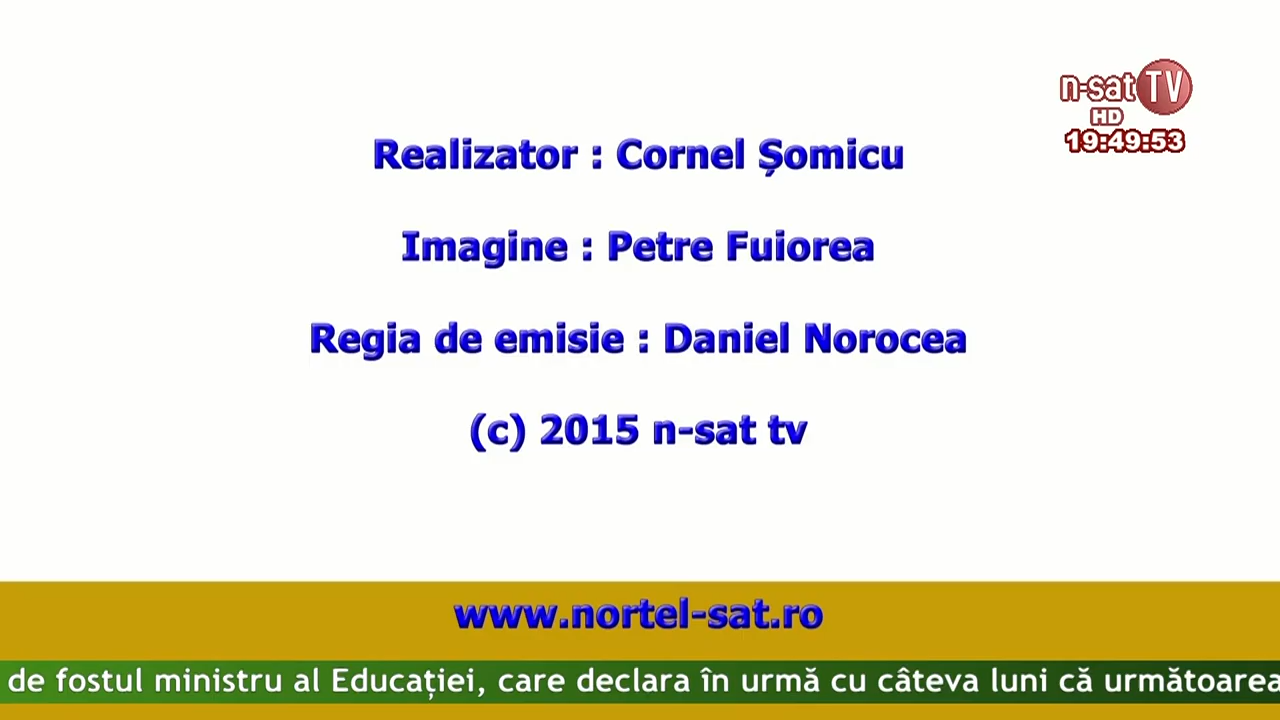 n-sat TV
HD
19:49:53
Realizator : Cornel Șomicu
Imagine : Petre Fuiorea
Regia de emisie : Daniel Norocea
(c) 2015 n-sat tv
www.nortel-sat.ro
de fostul ministru al Educației, care declara în urmă cu câteva luni că următoarea